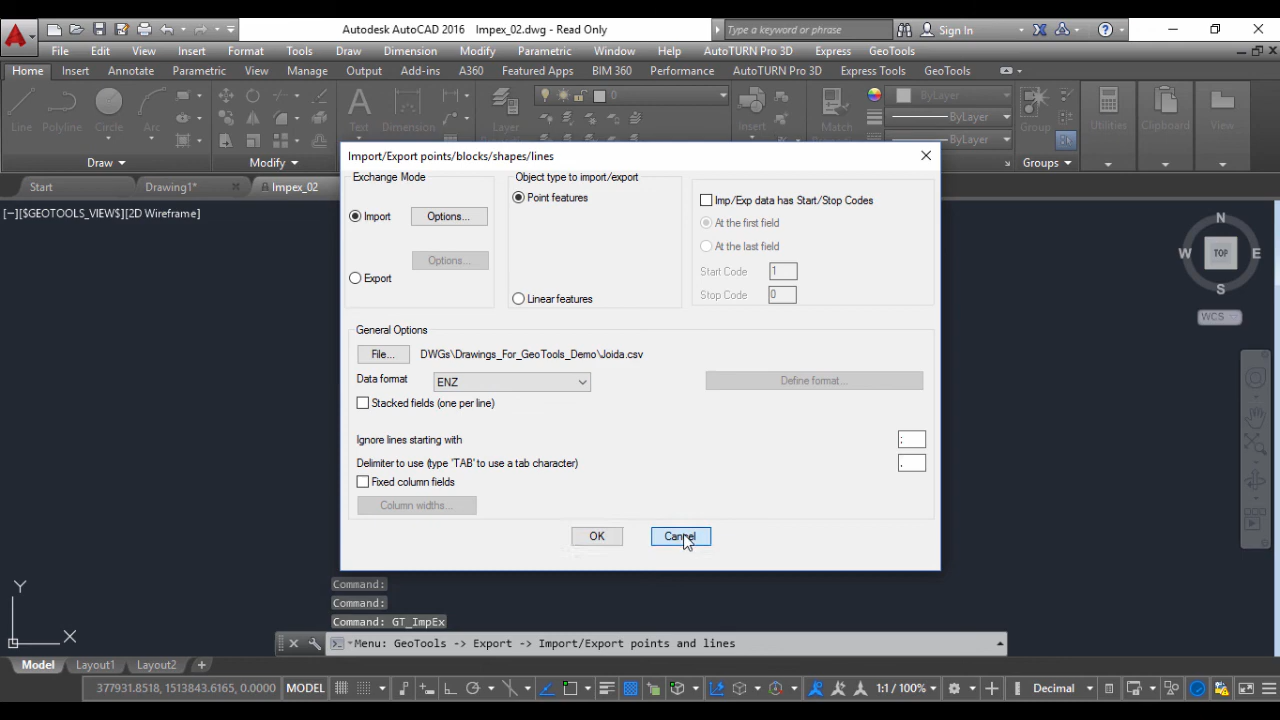 Autodesk AutoCAD 2016 Impex_02.dwg - Read Only
Type a keyword or phrase
Sign In
File Edit View Insert Format Tools Draw Dimension Modify Parametric Window Help AutoTURN Pro 3D Express GeoTools
Home Insert Annotate Parametric View Manage Output Add-ins A360 Featured Apps BIM 360 Performance AutoTURN Pro 3D Express Tools GeoTools
0
ByLayer
ByLayer
ByLayer
Line Polyline Circle Arc Text Dimension Layer Insert Match Group Utilities Clipboard View
Draw Modify Groups
Start Drawing1* Impex_02
[−][$GEOTOOLS_VIEW$][2D Wireframe]
Import/Export points/blocks/shapes/lines
Exchange Mode
Import Options...
Options...
Export
Object type to import/export
Point features
Linear features
Imp/Exp data has Start/Stop Codes
At the first field
At the last field
Start Code 1
Stop Code 0
General Options
File... DWGs\Drawings_For_GeoTools_Demo\Joida.csv
Data format ENZ Define format...
Stacked fields (one per line)
Ignore lines starting with ;
Delimiter to use (type 'TAB' to use a tab character) ,
Fixed column fields
Column widths...
OK Cancel
N
W TOP E
S
WCS
Y
X
Command:
Command:
Command: GT_ImpEx
Menu: GeoTools -> Export -> Import/Export points and lines
Model Layout1 Layout2 +
377931.8518, 1513843.6165, 0.0000 MODEL 1:1 / 100% Decimal